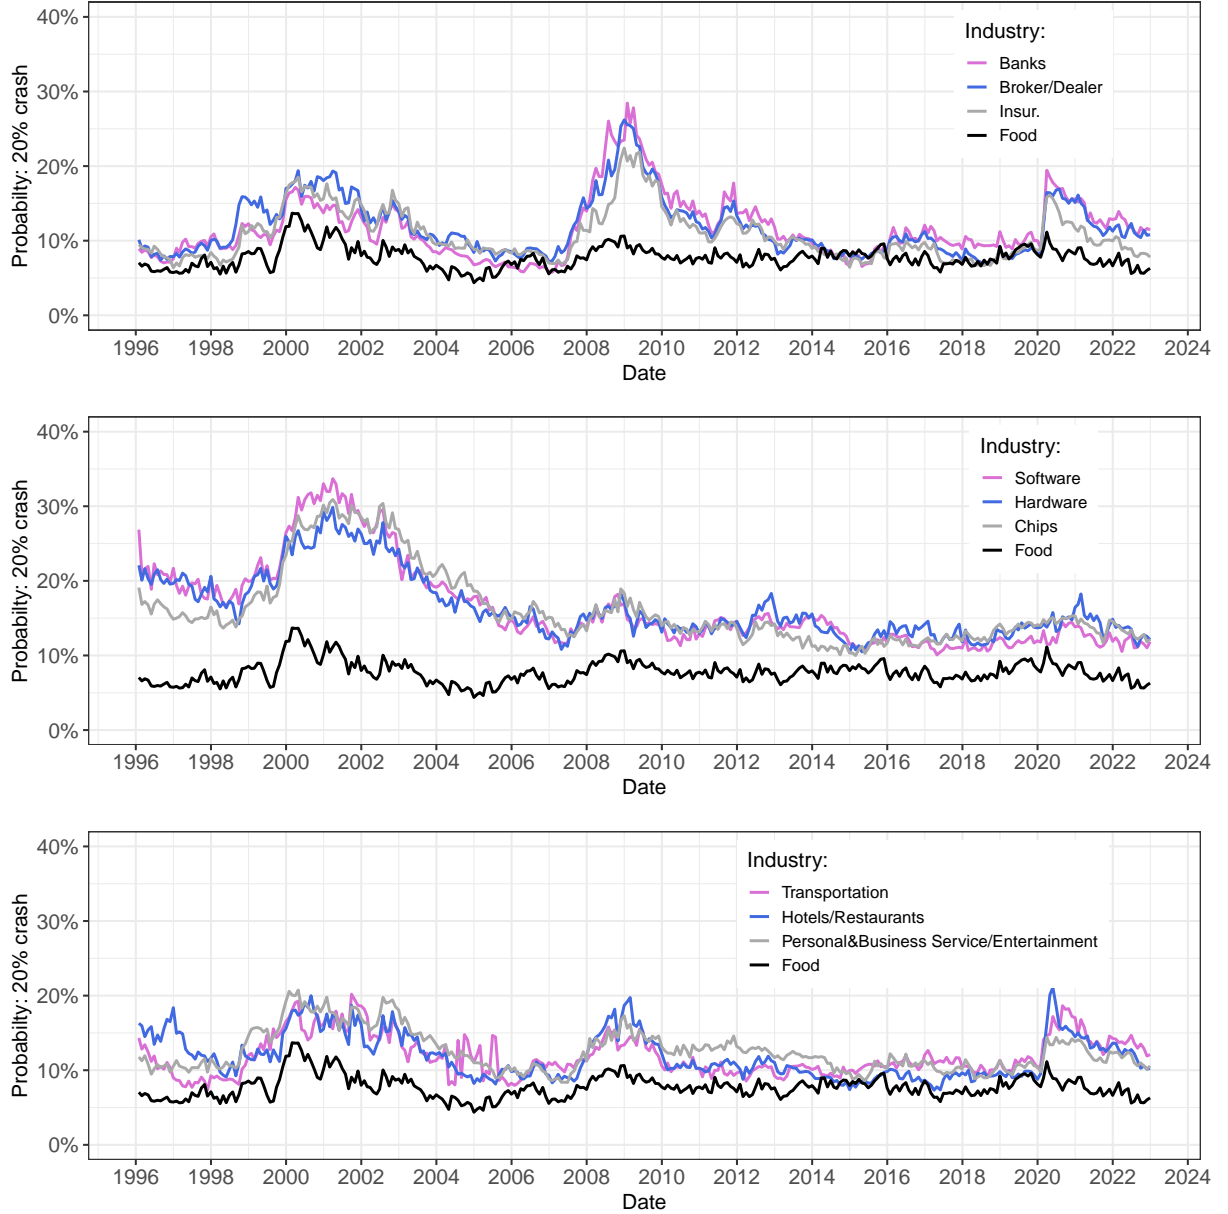 Probabilty: 20% crash
40%
30%
20%
10%
0%
Industry:
Banks
Broker/Dealer
Insur.
Food
1996 1998 2000 2002 2004 2006 2008 2010 2012 2014 2016 2018 2020 2022 2024
Date
Probabilty: 20% crash
40%
30%
20%
10%
0%
Industry:
Software
Hardware
Chips
Food
1996 1998 2000 2002 2004 2006 2008 2010 2012 2014 2016 2018 2020 2022 2024
Date
Probabilty: 20% crash
40%
30%
20%
10%
0%
Industry:
Transportation
Hotels/Restaurants
Personal&Business Service/Entertainment
Food
1996 1998 2000 2002 2004 2006 2008 2010 2012 2014 2016 2018 2020 2022 2024
Date